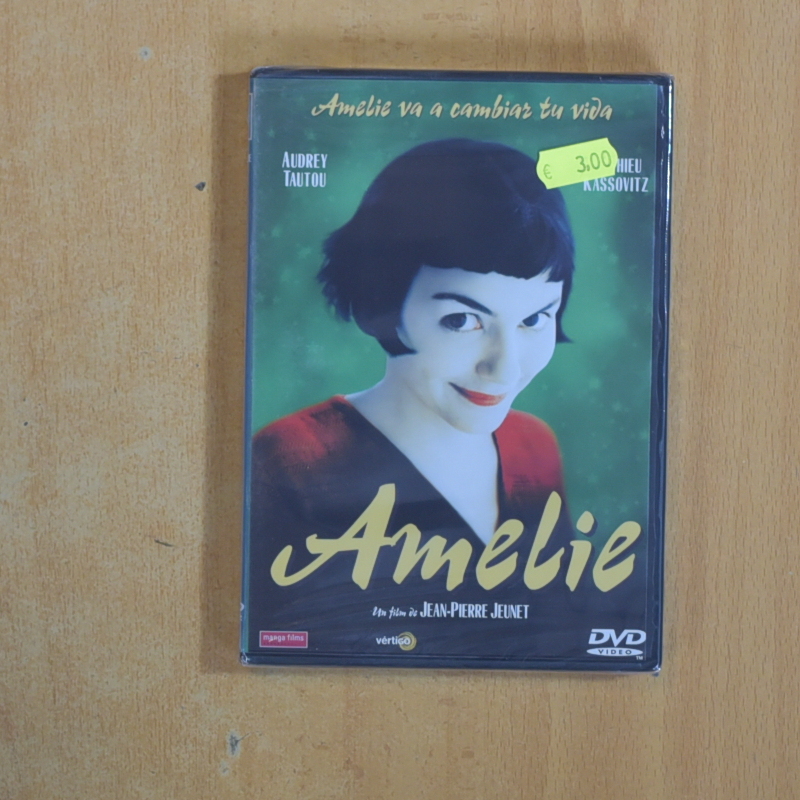 Amelie va a cambiar tu vida
AUDREY
TAUTOU
€ 3,00
HIEU
KASSOVITZ
Amelie
Un film de JEAN-PIERRE JEUNET
manga films
vértigo
DVD
VIDEO
TM